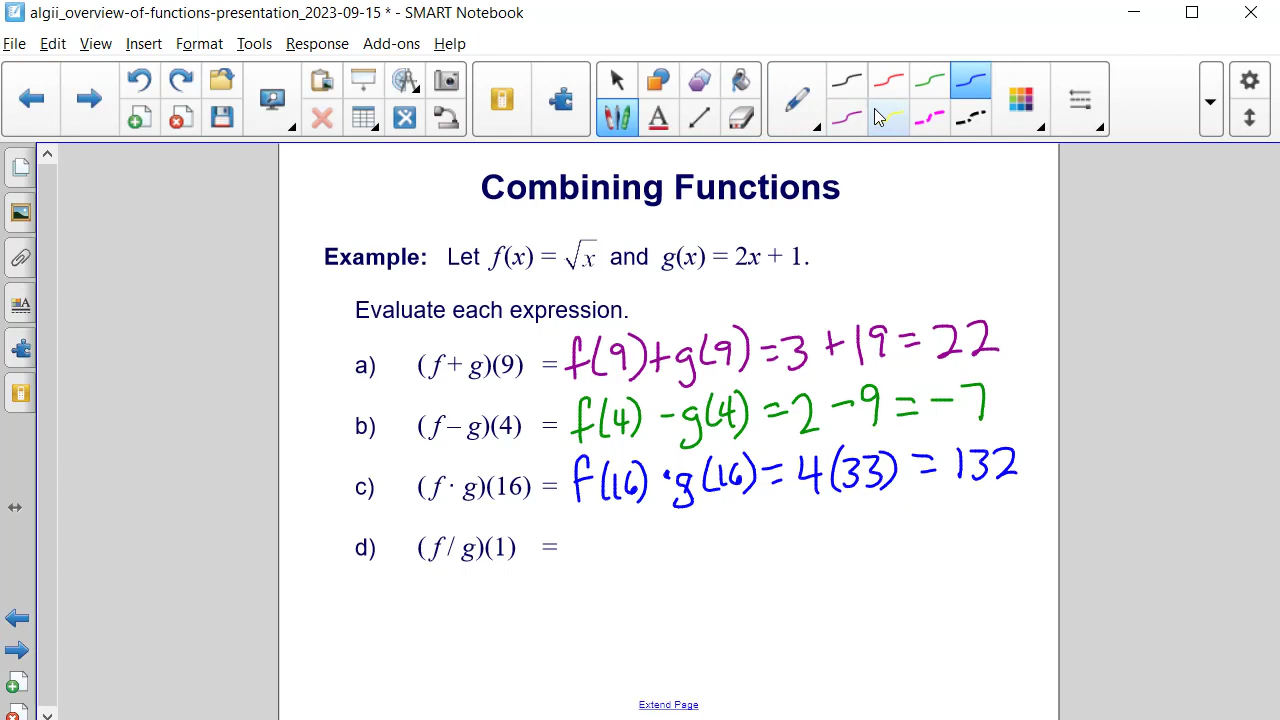 algii_overview-of-functions-presentation_2023-09-15 * - SMART Notebook
File Edit View Insert Format Tools Response Add-ons Help
Combining Functions
Example: Let f(x) = √x and g(x) = 2x + 1.
Evaluate each expression.
a) (f + g)(9) = f(9)+g(9) = 3 + 19 = 22
b) (f – g)(4) = f(4) - g(4) = 2 - 9 = -7
c) (f · g)(16) = f(16) · g(16) = 4(33) = 132
d) (f / g)(1) =
Extend Page